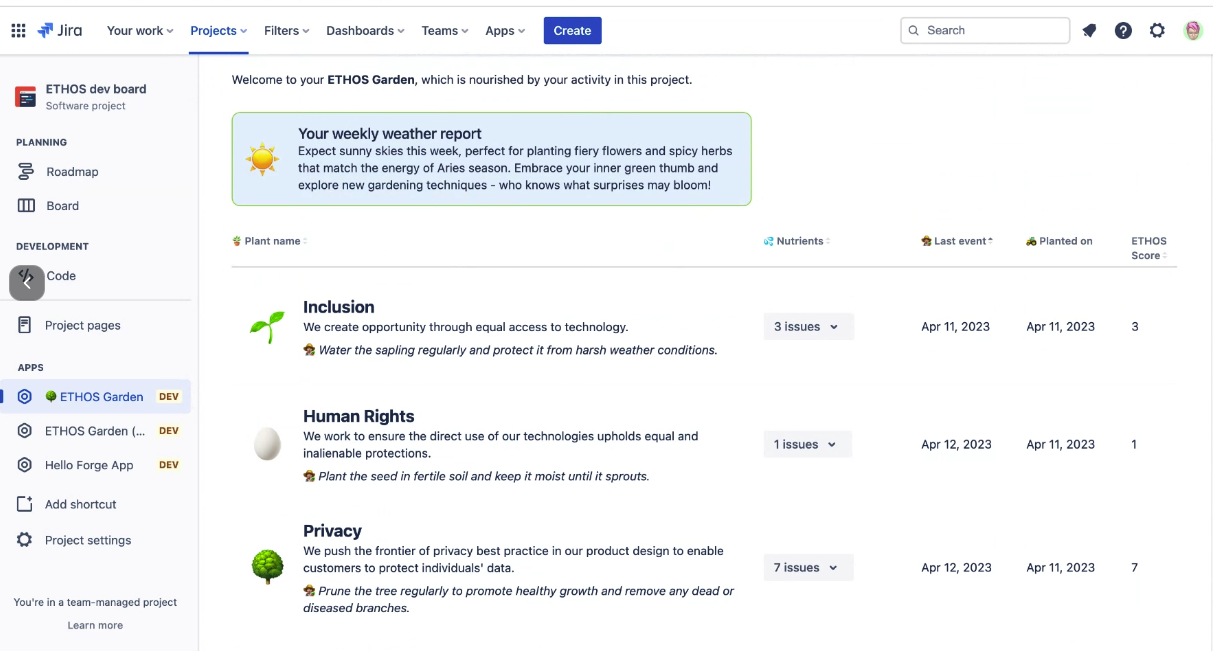 Jira
Your work
Projects
Filters
Dashboards
Teams
Apps
Create
Search
ETHOS dev board
Software project
PLANNING
Roadmap
Board
DEVELOPMENT
Code
Project pages
APPS
ETHOS Garden DEV
ETHOS Garden (... DEV
Hello Forge App DEV
Add shortcut
Project settings
You're in a team-managed project
Learn more
Welcome to your ETHOS Garden, which is nourished by your activity in this project.
Your weekly weather report
Expect sunny skies this week, perfect for planting fiery flowers and spicy herbs
that match the energy of Aries season. Embrace your inner green thumb and
explore new gardening techniques - who knows what surprises may bloom!
Plant name
Nutrients
Last event
Planted on
ETHOS
Score
Inclusion
We create opportunity through equal access to technology.
Water the sapling regularly and protect it from harsh weather conditions.
3 issues
Apr 11, 2023
Apr 11, 2023
3
Human Rights
We work to ensure the direct use of our technologies upholds equal and
inalienable protections.
Plant the seed in fertile soil and keep it moist until it sprouts.
1 issues
Apr 12, 2023
Apr 11, 2023
1
Privacy
We push the frontier of privacy best practice in our product design to enable
customers to protect individuals' data.
Prune the tree regularly to promote healthy growth and remove any dead or
diseased branches.
7 issues
Apr 12, 2023
Apr 11, 2023
7